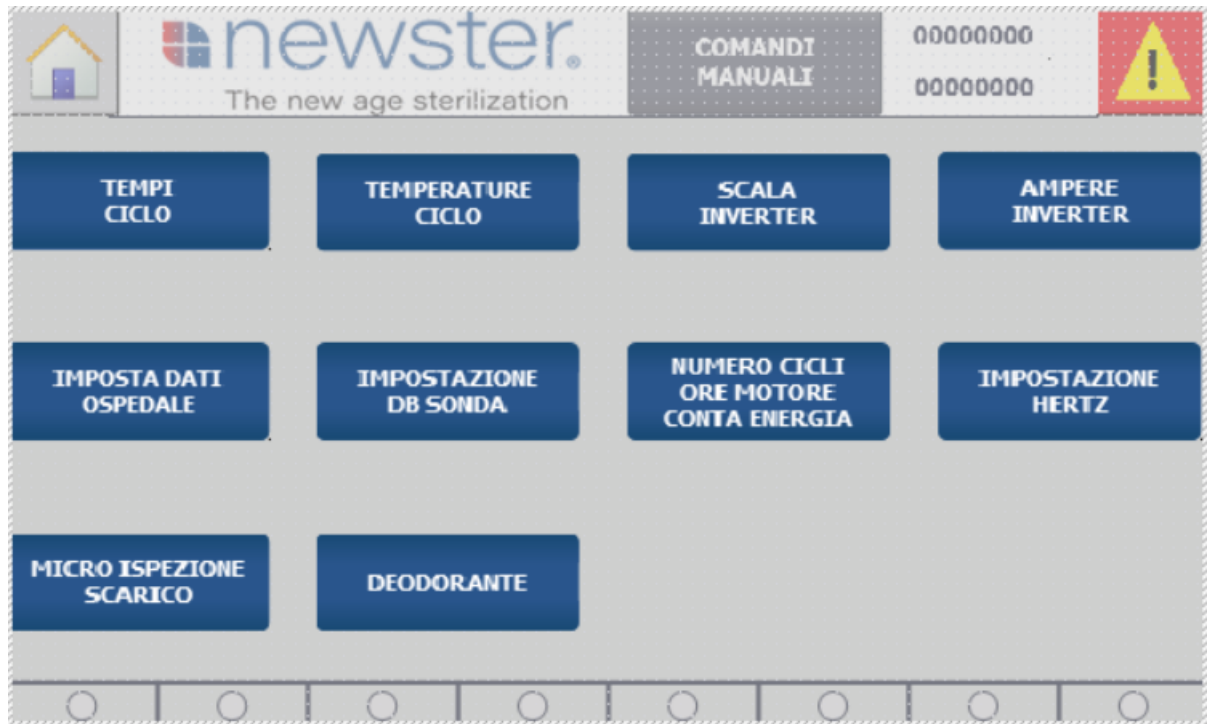 newster®
The new age sterilization
COMANDI
MANUALI
00000000
00000000
!
TEMPI
CICLO
TEMPERATURE
CICLO
SCALA
INVERTER
AMPERE
INVERTER
IMPOSTA DATI
OSPEDALE
IMPOSTAZIONE
DB SONDA
NUMERO CICLI
ORE MOTORE
CONTA ENERGIA
IMPOSTAZIONE
HERTZ
MICRO ISPEZIONE
SCARICO
DEODORANTE